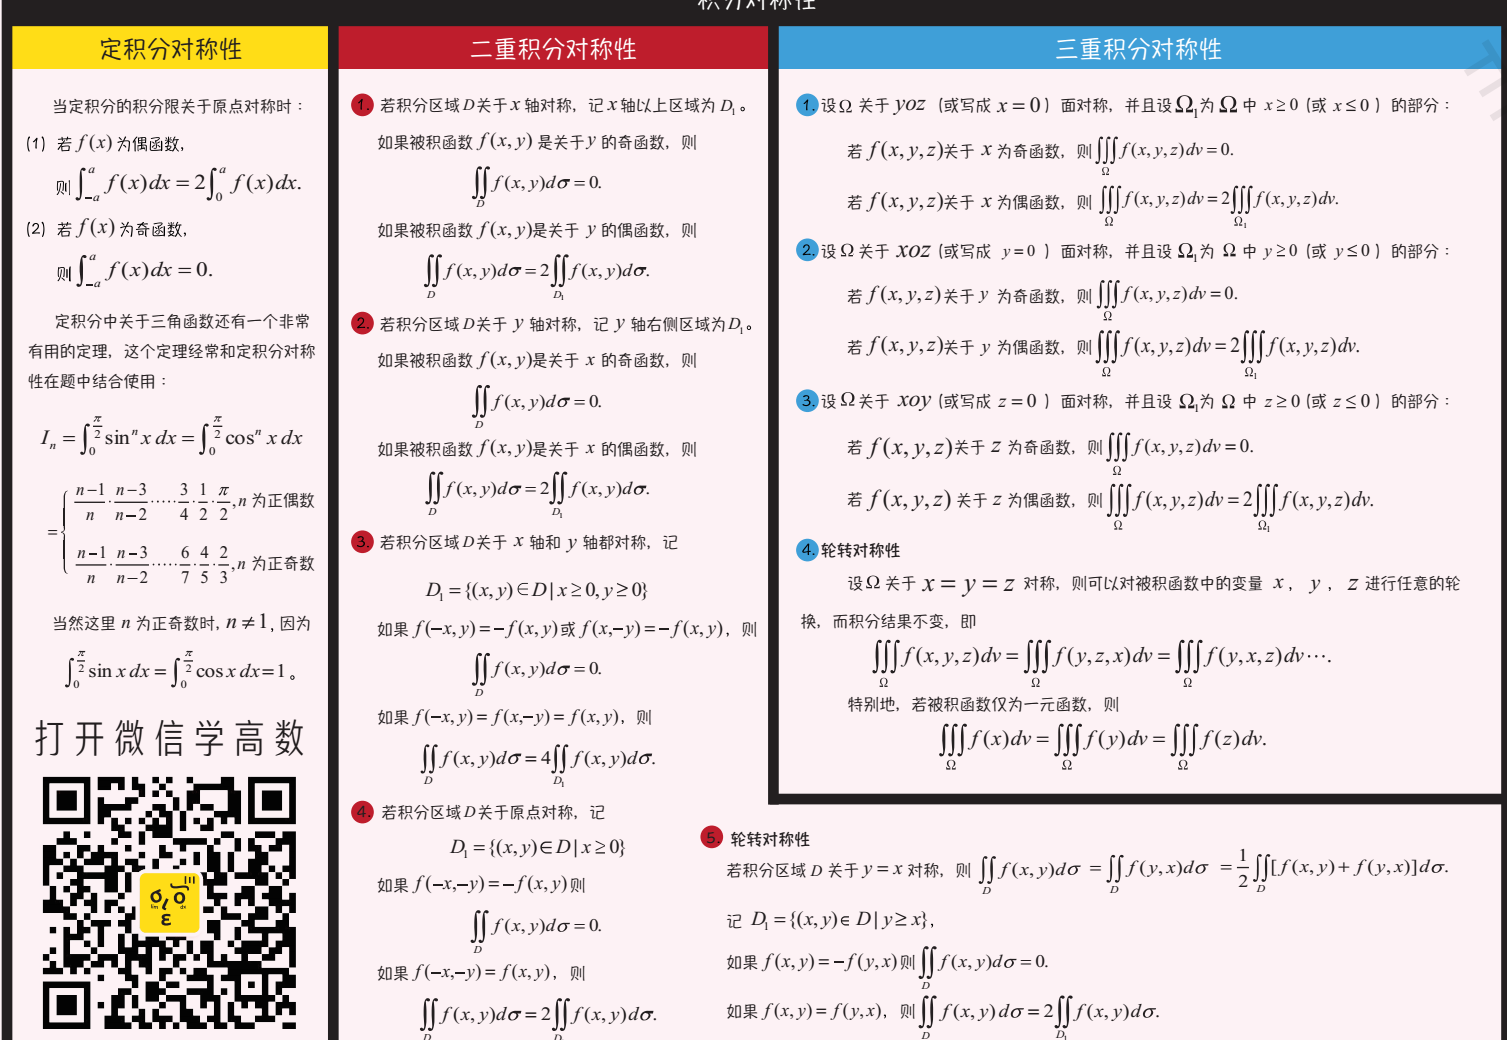 积分对称性
定积分对称性
当定积分的积分限关于原点对称时：
(1) 若 f(x) 为偶函数，
则 ∫_{-a}^{a} f(x)dx = 2∫_{0}^{a} f(x)dx.
(2) 若 f(x) 为奇函数，
则 ∫_{-a}^{a} f(x)dx = 0.
定积分中关于三角函数还有一个非常
有用的定理，这个定理经常和定积分对称
性在题中结合使用：
I_n = ∫_{0}^{π/2} sin^n x dx = ∫_{0}^{π/2} cos^n x dx
= { (n−1)/n · (n−3)/(n−2) · ⋯ · 3/4 · 1/2 · π/2, n 为正偶数
(n−1)/n · (n−3)/(n−2) · ⋯ · 6/7 · 4/5 · 2/3, n 为正奇数
当然这里 n 为正奇数时, n ≠ 1, 因为
∫_{0}^{π/2} sin x dx = ∫_{0}^{π/2} cos x dx = 1。
打开微信学高数
二重积分对称性
1. 若积分区域 D 关于 x 轴对称，记 x 轴以上区域为 D₁。
如果被积函数 f(x, y) 是关于 y 的奇函数，则
∬_D f(x, y)dσ = 0.
如果被积函数 f(x, y) 是关于 y 的偶函数，则
∬_D f(x, y)dσ = 2∬_{D₁} f(x, y)dσ.
2. 若积分区域 D 关于 y 轴对称，记 y 轴右侧区域为 D₁。
如果被积函数 f(x, y) 是关于 x 的奇函数，则
∬_D f(x, y)dσ = 0.
如果被积函数 f(x, y) 是关于 x 的偶函数，则
∬_D f(x, y)dσ = 2∬_{D₁} f(x, y)dσ.
3. 若积分区域 D 关于 x 轴和 y 轴都对称，记
D₁ = {(x, y) ∈ D | x ≥ 0, y ≥ 0}
如果 f(−x, y) = −f(x, y) 或 f(x,−y) = −f(x, y)，则
∬_D f(x, y)dσ = 0.
如果 f(−x, y) = f(x,−y) = f(x, y)，则
∬_D f(x, y)dσ = 4∬_{D₁} f(x, y)dσ.
4. 若积分区域 D 关于原点对称，记
D₁ = {(x, y) ∈ D | x ≥ 0}
如果 f(−x,−y) = −f(x, y) 则
∬_D f(x, y)dσ = 0.
如果 f(−x,−y) = f(x, y)，则
∬_D f(x, y)dσ = 2∬_{D₁} f(x, y)dσ.
5. 轮转对称性
若积分区域 D 关于 y = x 对称，则 ∬_D f(x, y)dσ = ∬_D f(y, x)dσ = 1/2 ∬_D [f(x, y) + f(y, x)]dσ.
记 D₁ = {(x, y) ∈ D | y ≥ x}，
如果 f(x, y) = −f(y, x) 则 ∬_D f(x, y)dσ = 0.
如果 f(x, y) = f(y, x)，则 ∬_D f(x, y)dσ = 2∬_{D₁} f(x, y)dσ.
三重积分对称性
1. 设 Ω 关于 yoz (或写成 x = 0) 面对称，并且设 Ω₁ 为 Ω 中 x ≥ 0 (或 x ≤ 0) 的部分：
若 f(x, y, z) 关于 x 为奇函数，则 ∭_Ω f(x, y, z)dv = 0.
若 f(x, y, z) 关于 x 为偶函数，则 ∭_Ω f(x, y, z)dv = 2∭_{Ω₁} f(x, y, z)dv.
2. 设 Ω 关于 xoz (或写成 y = 0) 面对称，并且设 Ω₁ 为 Ω 中 y ≥ 0 (或 y ≤ 0) 的部分：
若 f(x, y, z) 关于 y 为奇函数，则 ∭_Ω f(x, y, z)dv = 0.
若 f(x, y, z) 关于 y 为偶函数，则 ∭_Ω f(x, y, z)dv = 2∭_{Ω₁} f(x, y, z)dv.
3. 设 Ω 关于 xoy (或写成 z = 0) 面对称，并且设 Ω₁ 为 Ω 中 z ≥ 0 (或 z ≤ 0) 的部分：
若 f(x, y, z) 关于 z 为奇函数，则 ∭_Ω f(x, y, z)dv = 0.
若 f(x, y, z) 关于 z 为偶函数，则 ∭_Ω f(x, y, z)dv = 2∭_{Ω₁} f(x, y, z)dv.
4. 轮转对称性
设 Ω 关于 x = y = z 对称，则可以对被积函数中的变量 x，y，z 进行任意的轮
换，而积分结果不变，即
∭_Ω f(x, y, z)dv = ∭_Ω f(y, z, x)dv = ∭_Ω f(y, x, z)dv⋯.
特别地，若被积函数仅为一元函数，则
∭_Ω f(x)dv = ∭_Ω f(y)dv = ∭_Ω f(z)dv.